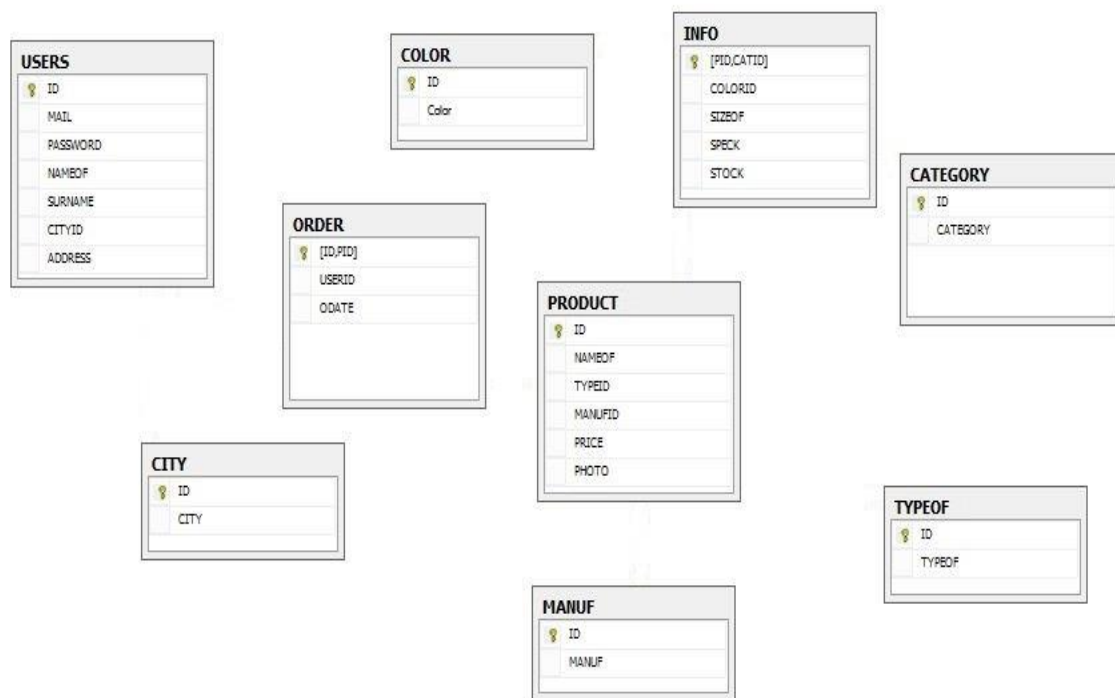 USERS
ID
MAIL
PASSWORD
NAMEOF
SURNAME
CITYID
ADDRESS
COLOR
ID
Color
INFO
[PID,CATID]
COLORID
SIZEOF
SPECK
STOCK
CATEGORY
ID
CATEGORY
ORDER
[ID,PID]
USERID
ODATE
PRODUCT
ID
NAMEOF
TYPEID
MANUFID
PRICE
PHOTO
CITY
ID
CITY
TYPEOF
ID
TYPEOF
MANUF
ID
MANUF